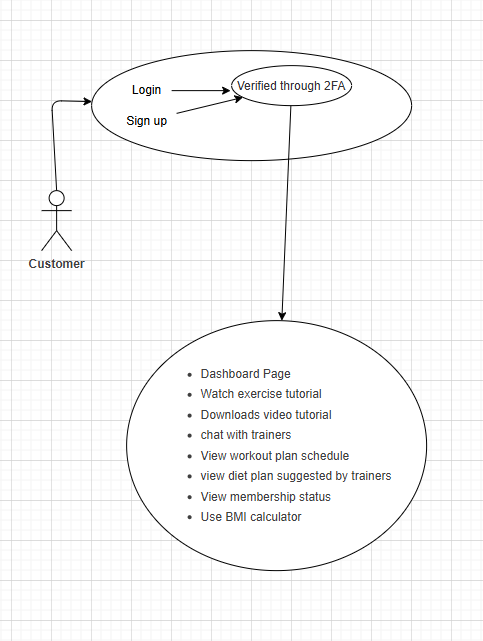 Login
Verified through 2FA
Sign up
Customer
Dashboard Page
Watch exercise tutorial
Downloads video tutorial
chat with trainers
View workout plan schedule
view diet plan suggested by trainers
View membership status
Use BMI calculator